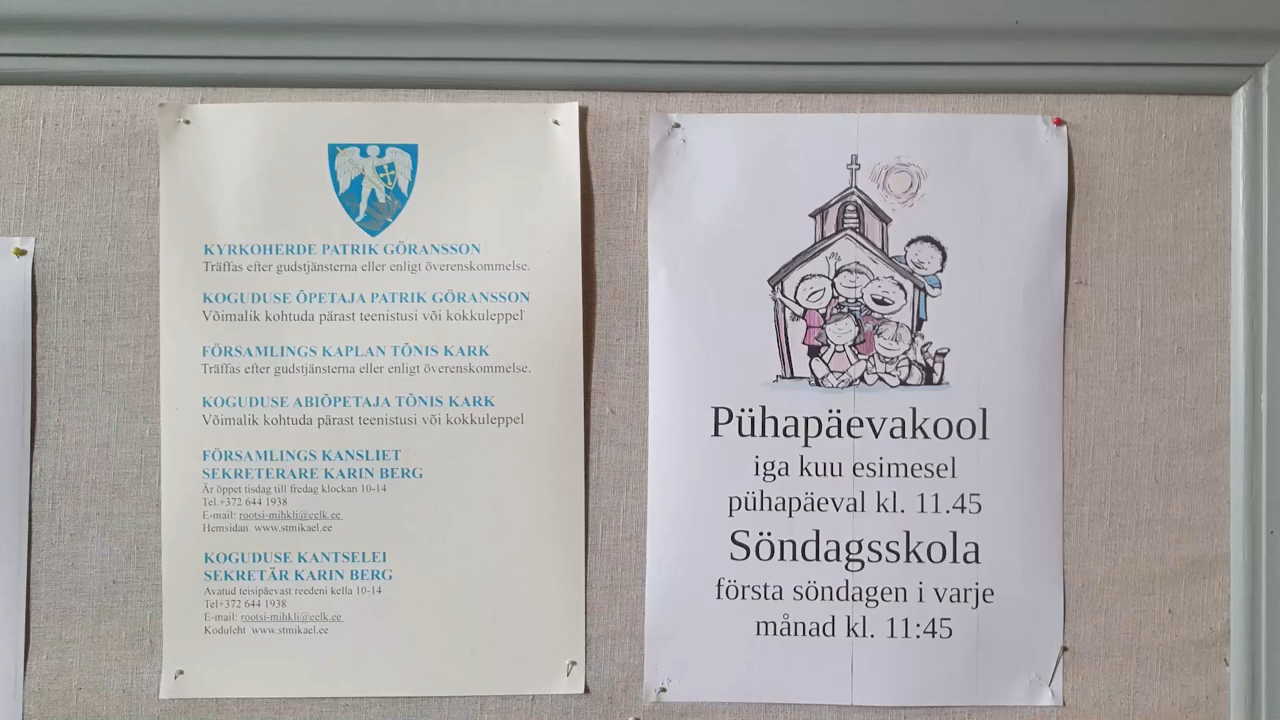 KYRKOHERDE PATRIK GÖRANSSON
Träffas efter gudstjänsterna eller enligt överenskommelse.
KOGUDUSE ÕPETAJA PATRIK GÖRANSSON
Võimalik kohtuda pärast teenistusi või kokkuleppel
FÖRSAMLINGS KAPLAN TÕNIS KARK
Träffas efter gudstjänsterna eller enligt överenskommelse.
KOGUDUSE ABIÕPETAJA TÕNIS KARK
Võimalik kohtuda pärast teenistusi või kokkuleppel
FÖRSAMLINGS KANSLIET
SEKRETERARE KARIN BERG
Är öppet tisdag till fredag klockan 10-14
Tel.+372 644 1938
E-mail: rootsi-mihkli@eelk.ee
Hemsidan www.stmikael.ee
KOGUDUSE KANTSELEI
SEKRETÄR KARIN BERG
Avatud teisipäevast reedeni kella 10-14
Tel+372 644 1938
E-mail: rootsi-mihkli@eelk.ee
Koduleht www.stmikael.ee
Pühapäevakool
iga kuu esimesel
pühapäeval kl. 11.45
Söndagsskola
första söndagen i varje
månad kl. 11:45